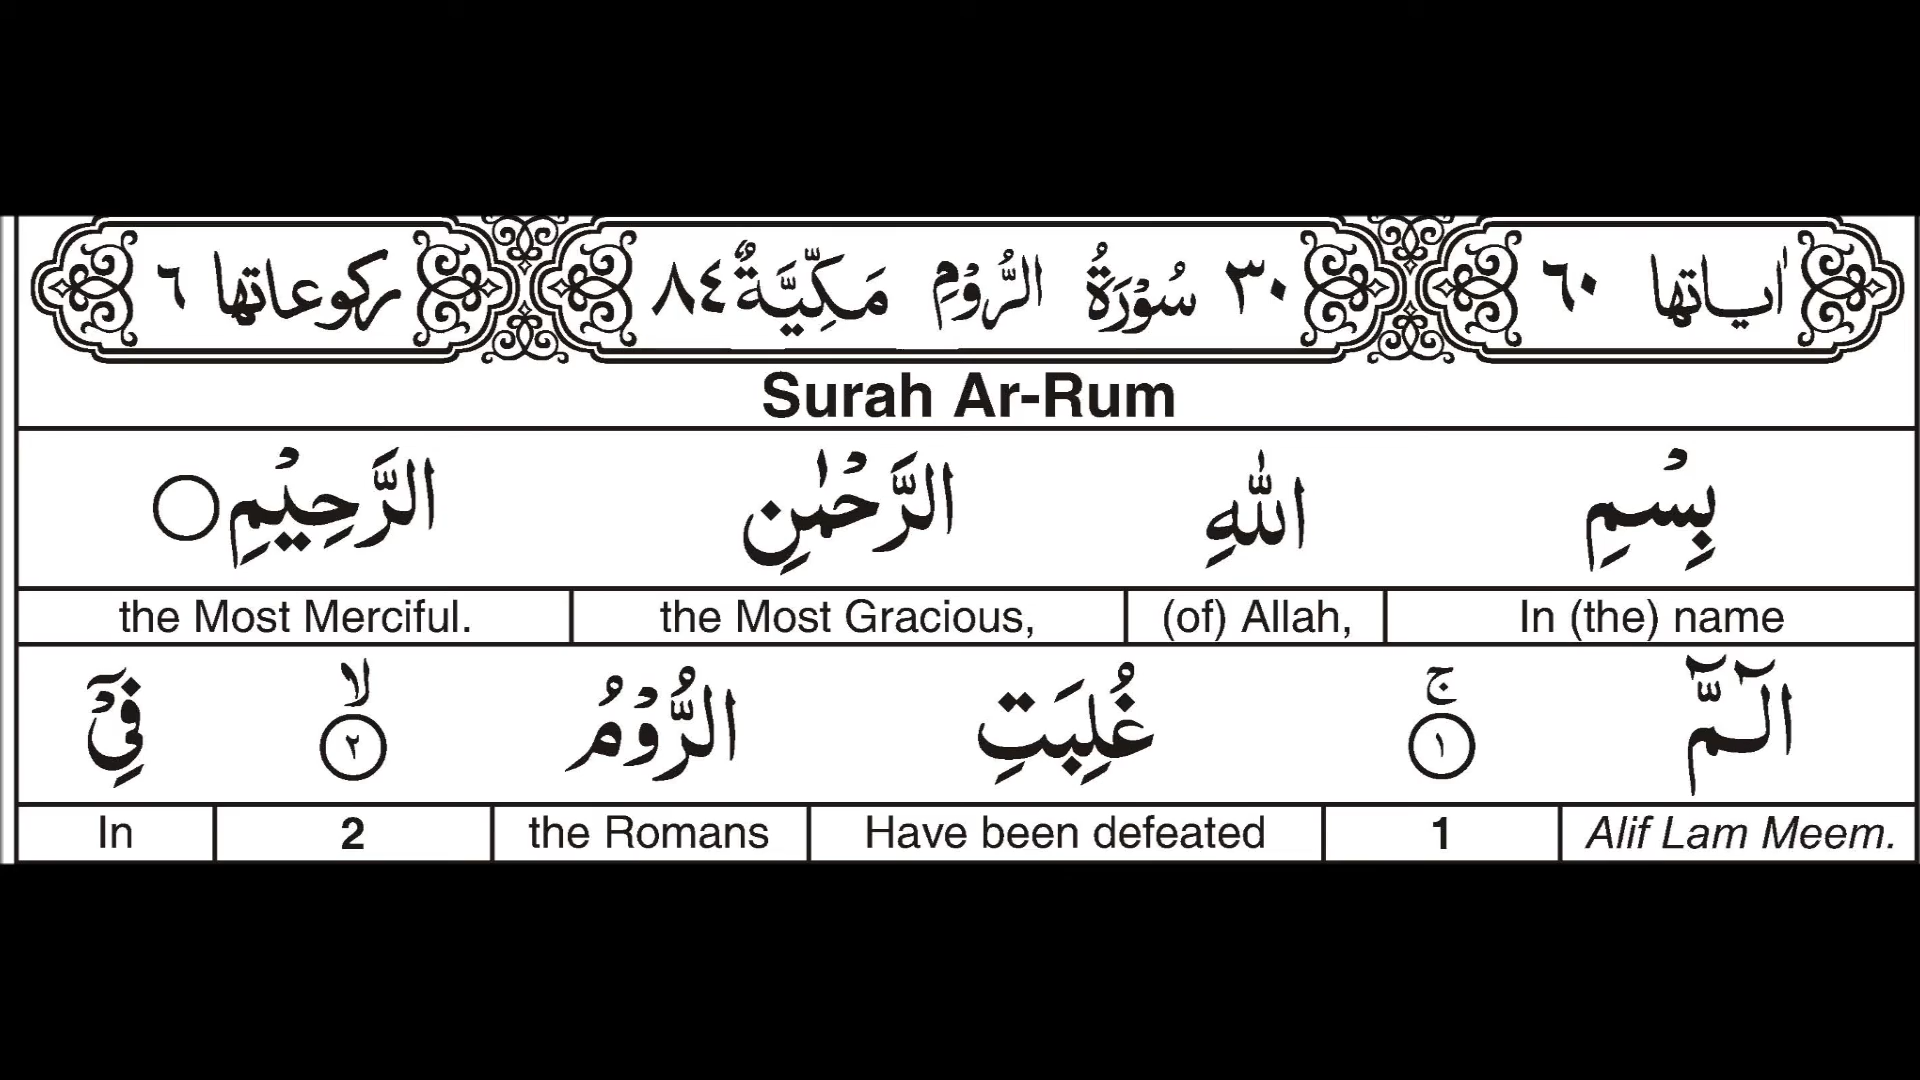 اٰیاتها ٦٠ ٣٠ سُوْرَةُ الرُّوْمِ مَكِّیَّةٌ ٨٤ ركوعاتها ٦
Surah Ar-Rum
بِسْمِ اللّٰهِ الرَّحْمٰنِ الرَّحِیْمِ ○
In (the) name (of) Allah, the Most Gracious, the Most Merciful.
الٓـمّٓ ۚ ١ غُلِبَتِ الرُّوْمُ ۙ ٢ فِیْۤ
Alif Lam Meem. 1 Have been defeated the Romans 2 In